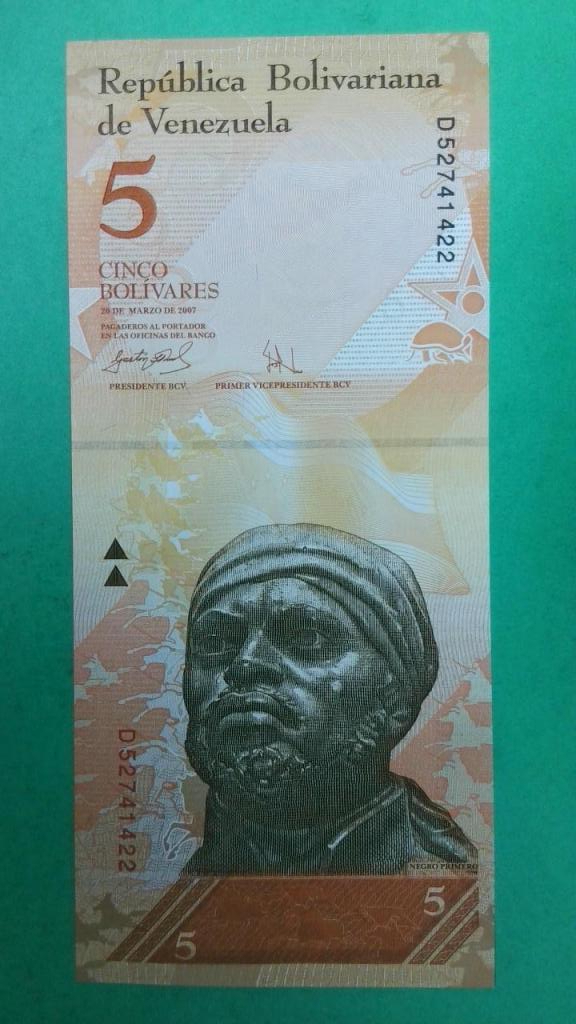 República Bolivariana
de Venezuela
D52741422
5
CINCO
BOLÍVARES
20 DE MARZO DE 2007
PAGADEROS AL PORTADOR
EN LAS OFICINAS DEL BANCO
PRESIDENTE BCV. PRIMER VICEPRESIDENTE BCV
D52741422
NEGRO PRIMERO
5
5